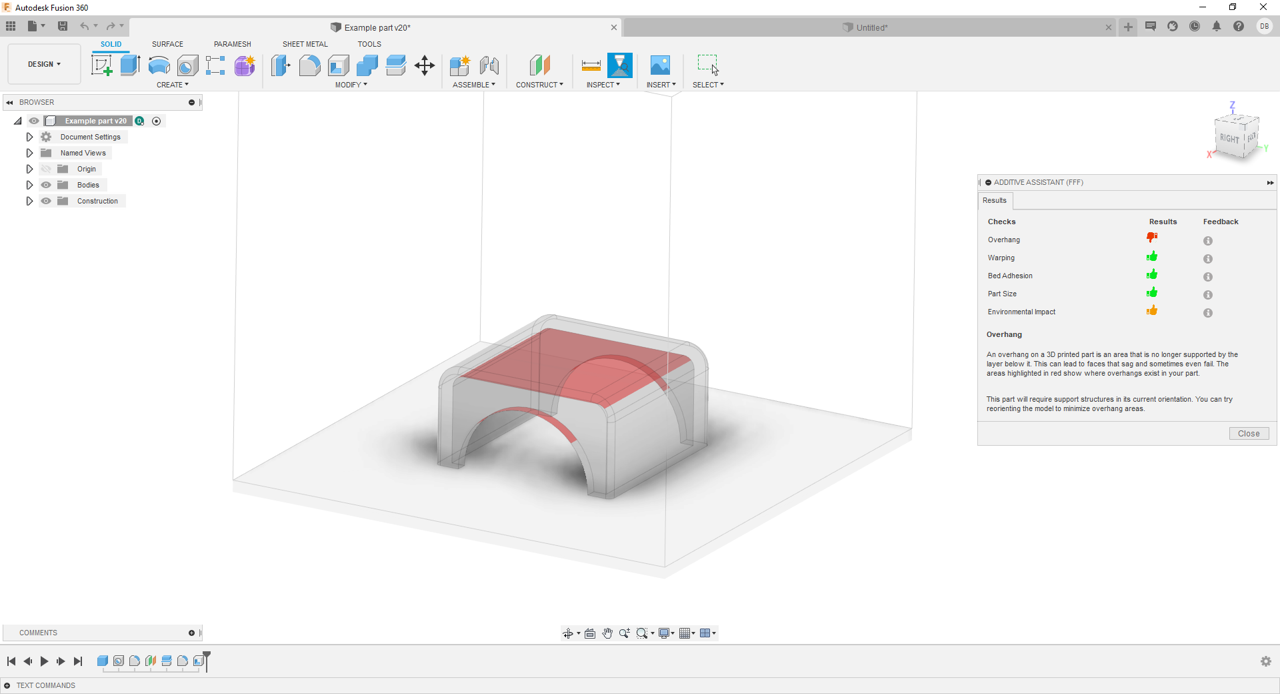 Autodesk Fusion 360
Example part v20*
Untitled*
DB
DESIGN
SOLID
SURFACE
PARAMESH
SHEET METAL
TOOLS
CREATE
MODIFY
ASSEMBLE
CONSTRUCT
INSPECT
INSERT
SELECT
BROWSER
Example part v20
Document Settings
Named Views
Origin
Bodies
Construction
Z
RIGHT
X
Y
ADDITIVE ASSISTANT (FFF)
Results
Checks Results Feedback
Overhang
Warping
Bed Adhesion
Part Size
Environmental Impact
Overhang
An overhang on a 3D printed part is an area that is no longer supported by the
layer below it. This can lead to faces that sag and sometimes even fail. The
areas highlighted in red show where overhangs exist in your part.
This part will require support structures in its current orientation. You can try
reorienting the model to minimize overhang areas.
Close
COMMENTS
TEXT COMMANDS